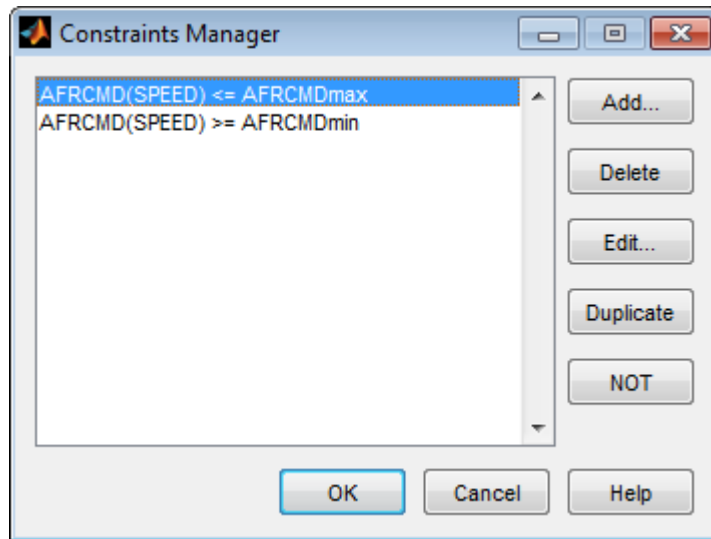 Constraints Manager
AFRCMD(SPEED) <= AFRCMDmax
AFRCMD(SPEED) >= AFRCMDmin
Add...
Delete
Edit...
Duplicate
NOT
OK
Cancel
Help